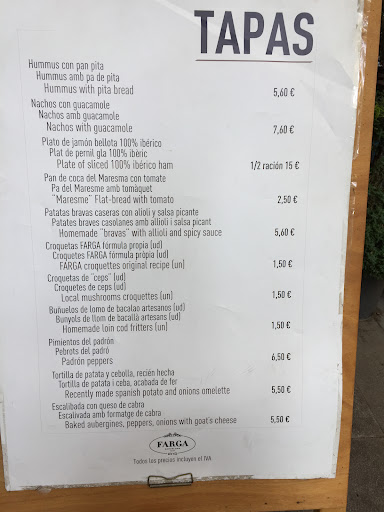 TAPAS
Hummus con pan pita
Hummus amb pa de pita
Hummus with pita bread 5,60 €
Nachos con guacamole
Nachos amb guacamole
Nachos with guacamole 7,60 €
Plato de jamón bellota 100% ibérico
Plat de pernil gla 100% ibèric
Plate of sliced 100% ibérico ham 1/2 ración 15 €
Pan de coca del Maresma con tomate
Pa del Maresme amb tomàquet
"Maresme" Flat-bread with tomato 2,50 €
Patatas bravas caseras con alioli y salsa picante
Patates braves casolanes amb allioli i salsa picant
Homemade "bravas" with allioli and spicy sauce 5,60 €
Croquetas FARGA fórmula propia (ud)
Croquetes FARGA fórmula pròpia (ud)
FARGA croquettes original recipe (un) 1,50 €
Croquetas de "ceps" (ud)
Croquetes de ceps (ud)
Local mushrooms croquettes (un) 1,50 €
Buñuelos de lomo de bacalao artesanos (ud)
Bunyols de llom de bacallà artesans (ud)
Homemade loin cod fritters (un) 1,50 €
Pimientos del padrón
Pebrots del padró
Padrón peppers 6,50 €
Tortilla de patata y cebolla, recién hecha
Tortilla de patata i ceba, acabada de fer
Recently made spanish potato and onions omelette 5,50 €
Escalibada con queso de cabra
Escalivada amb formatge de cabra
Baked aubergines, peppers, onions with goat's cheese 5,50 €
FARGA
Todos los precios incluyen el IVA